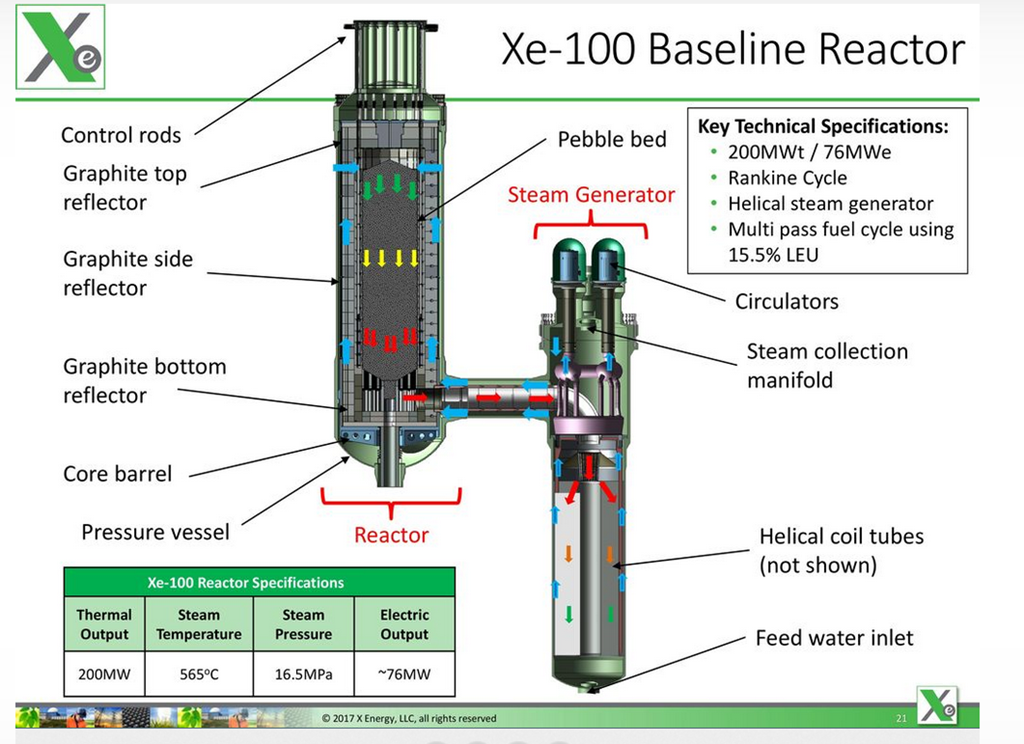 Xe
Xe-100 Baseline Reactor
Control rods
Graphite top
reflector
Graphite side
reflector
Graphite bottom
reflector
Core barrel
Pressure vessel
Reactor
Pebble bed
Steam Generator
Key Technical Specifications:
• 200MWt / 76MWe
• Rankine Cycle
• Helical steam generator
• Multi pass fuel cycle using
15.5% LEU
Circulators
Steam collection
manifold
Helical coil tubes
(not shown)
Feed water inlet
Xe-100 Reactor Specifications
Thermal
Output
Steam
Temperature
Steam
Pressure
Electric
Output
200MW
565°C
16.5MPa
~76MW
© 2017 X Energy, LLC, all rights reserved
21
Xe